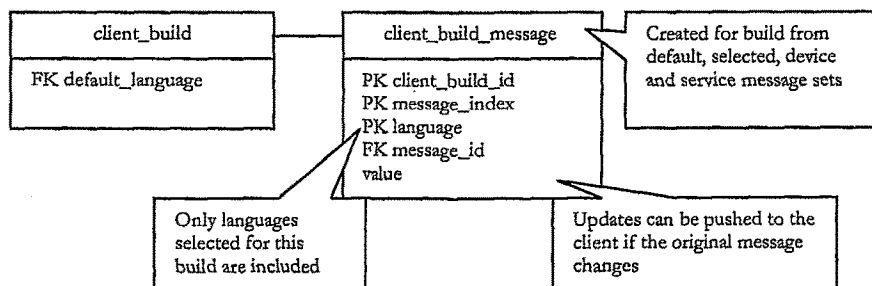 client_build
FK default_language
client_build_message
PK client_build_id
PK message_index
PK language
FK message_id
value
Created for build from
default, selected, device
and service message sets
Only languages
selected for this
build are included
Updates can be pushed to the
client if the original message
changes